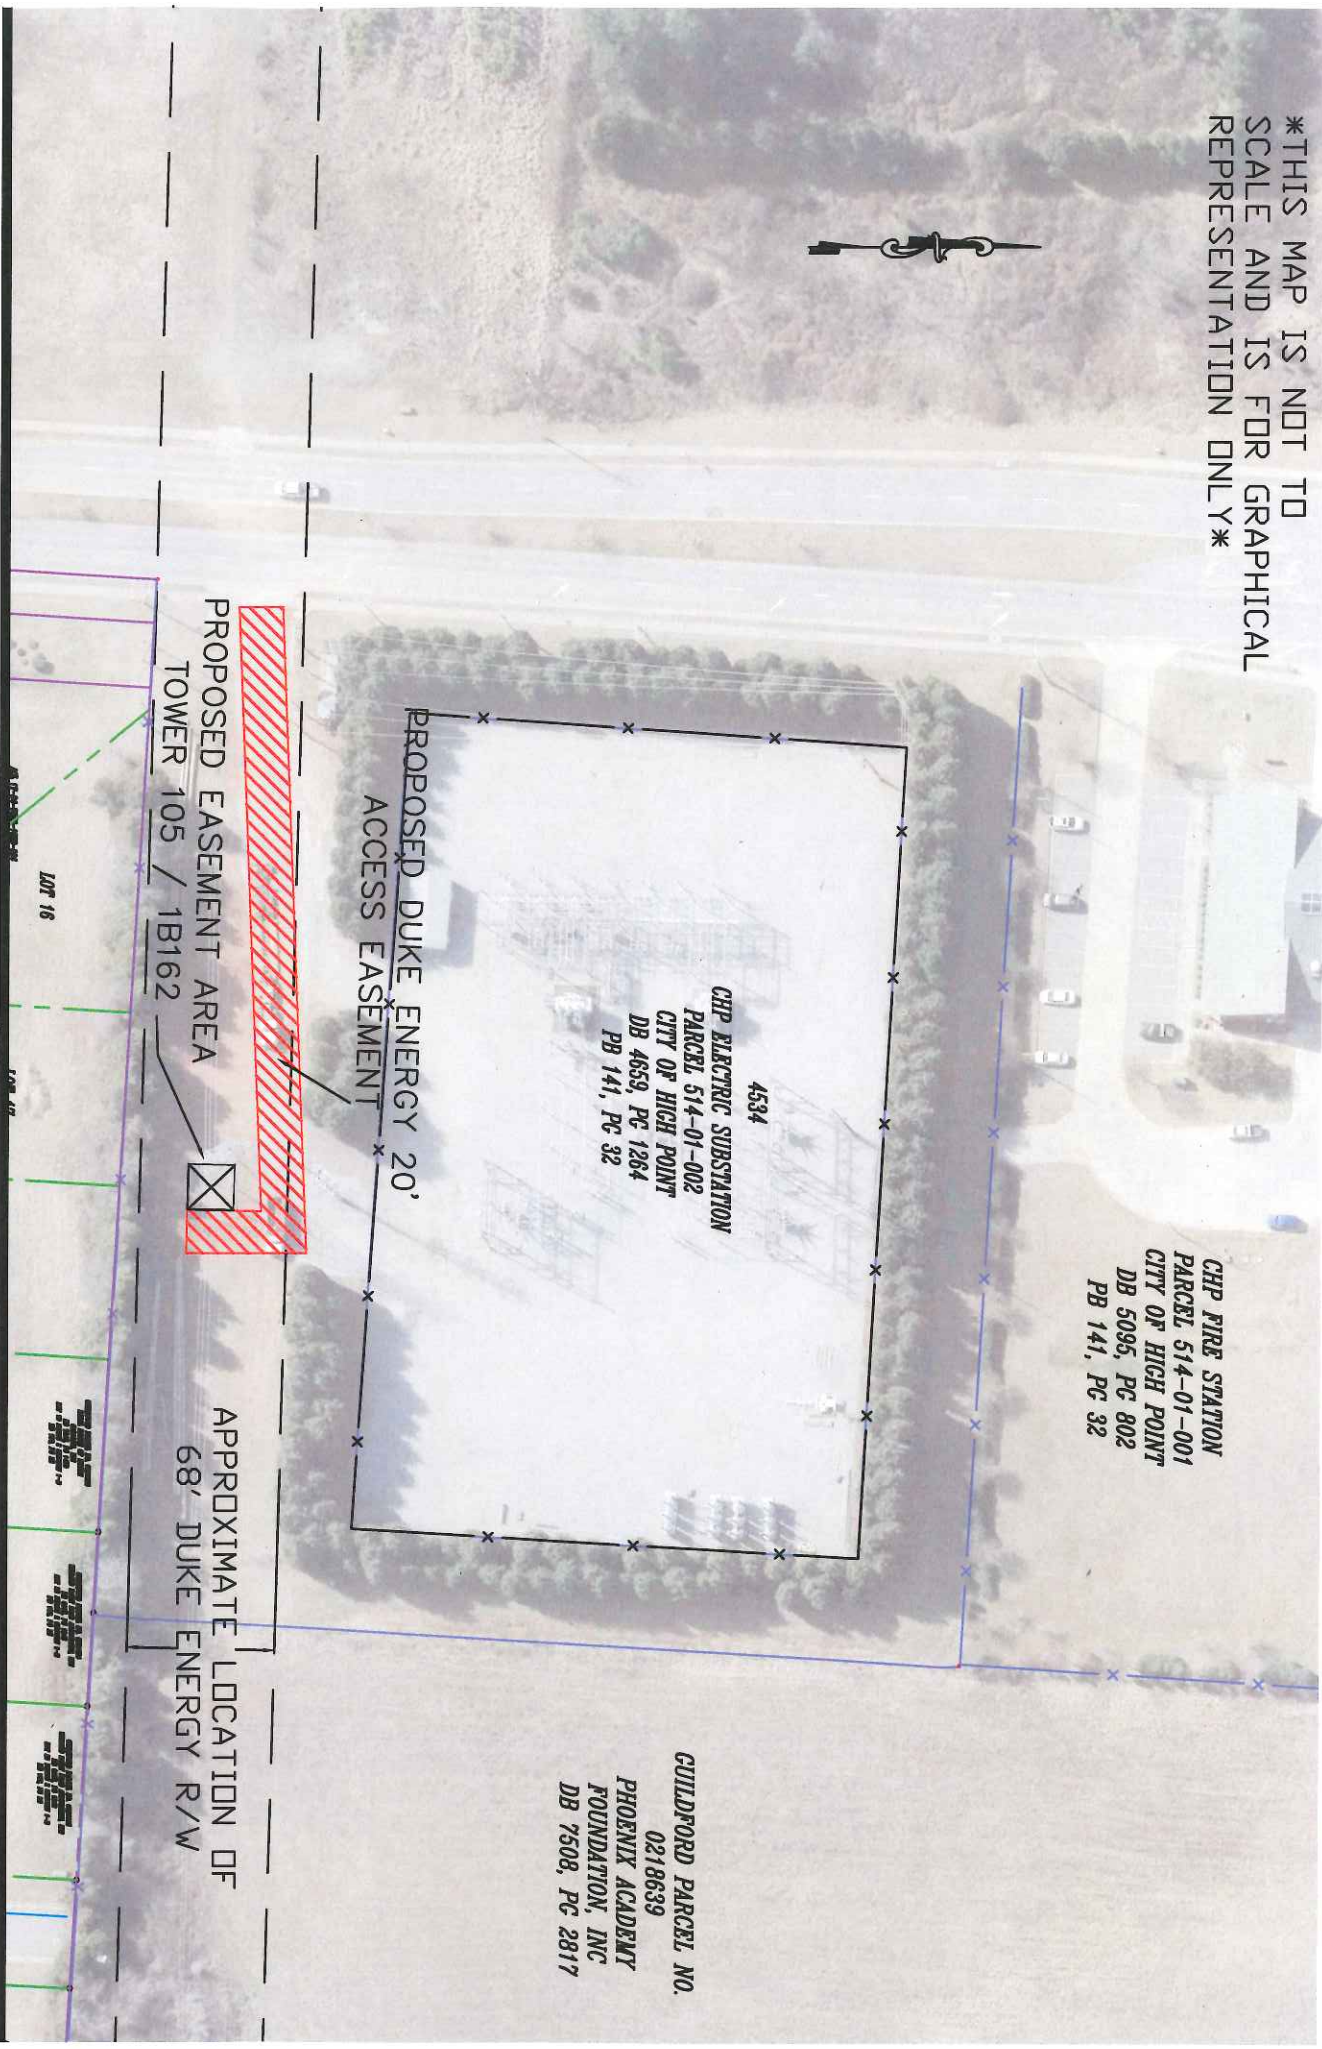 *THIS MAP IS NOT TO
SCALE AND IS FOR GRAPHICAL
REPRESENTATION ONLY*
CHP FIRE STATION
PARCEL 514-01-001
CITY OF HIGH POINT
DB 5095, PG 802
PB 141, PG 32
4534
CHP ELECTRIC SUBSTATION
PARCEL 514-01-002
CITY OF HIGH POINT
DB 4659, PG 1264
PB 141, PG 32
GUILDFORD PARCEL NO.
0218639
PHOENIX ACADEMY
FOUNDATION, INC
DB 7508, PG 2817
PROPOSED DUKE ENERGY 20'
ACCESS EASEMENT
PROPOSED EASEMENT AREA
TOWER 105 / 1B162
APPROXIMATE LOCATION OF
68' DUKE ENERGY R/W
LOT 16